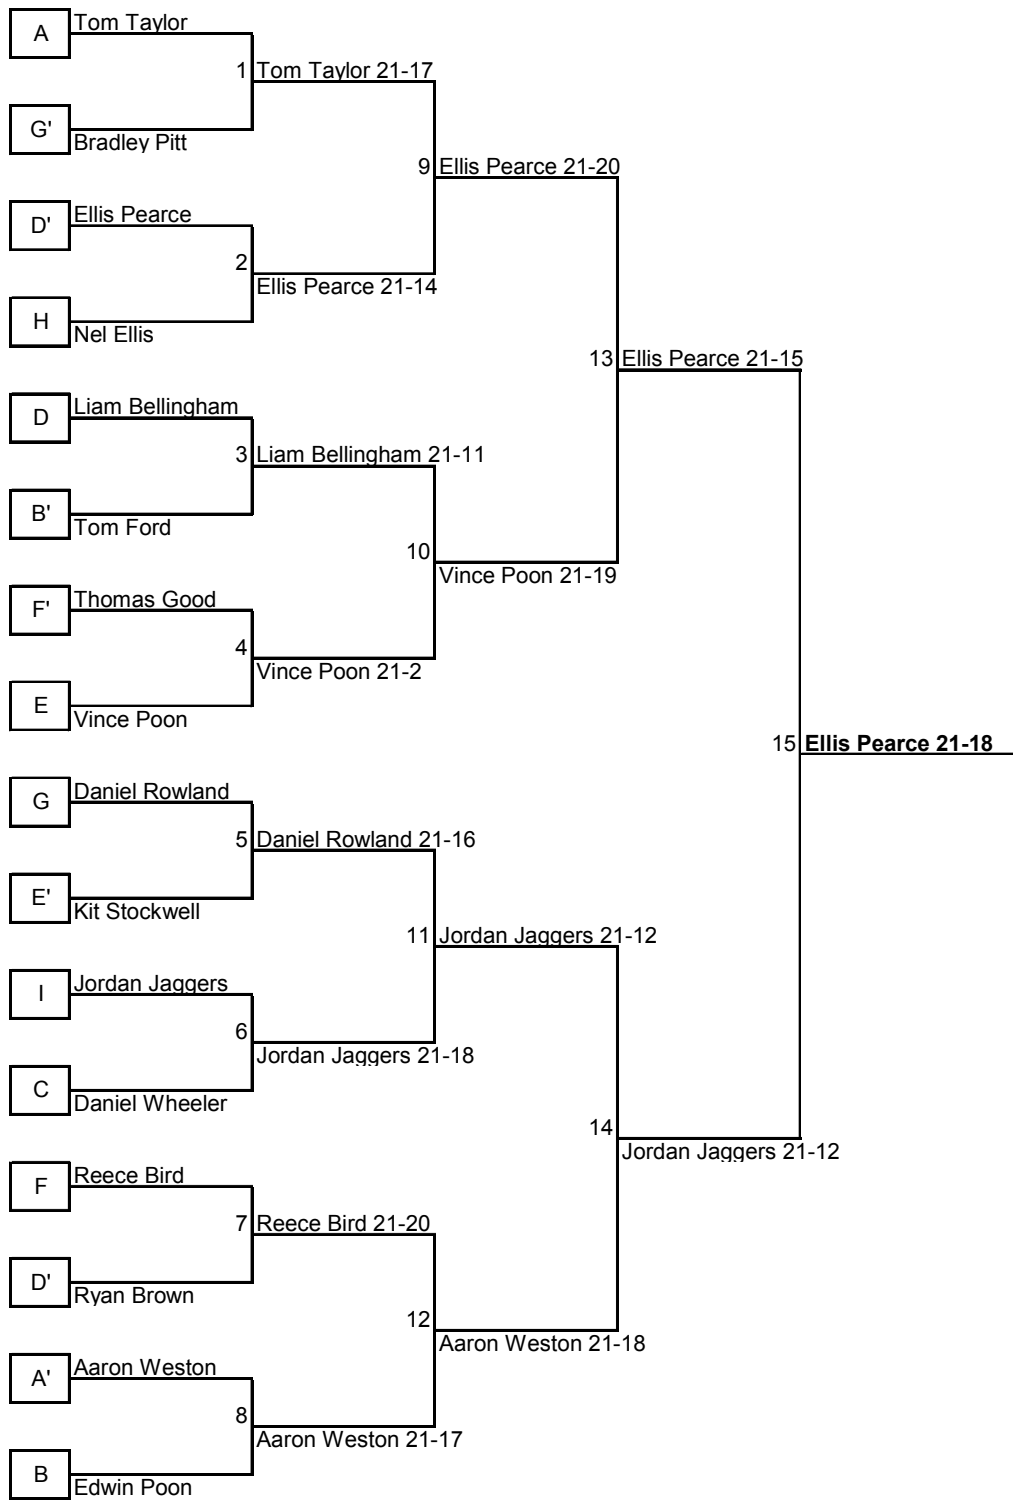 A
Tom Taylor
1 Tom Taylor 21-17
G'
Bradley Pitt
9 Ellis Pearce 21-20
D'
Ellis Pearce
2
Ellis Pearce 21-14
H
Nel Ellis
13 Ellis Pearce 21-15
D
Liam Bellingham
3 Liam Bellingham 21-11
B'
Tom Ford
10
Vince Poon 21-19
F'
Thomas Good
4
Vince Poon 21-2
E
Vince Poon
15 Ellis Pearce 21-18
G
Daniel Rowland
5 Daniel Rowland 21-16
E'
Kit Stockwell
11 Jordan Jaggers 21-12
I
Jordan Jaggers
6
Jordan Jaggers 21-18
C
Daniel Wheeler
14
Jordan Jaggers 21-12
F
Reece Bird
7 Reece Bird 21-20
D'
Ryan Brown
12
Aaron Weston 21-18
A'
Aaron Weston
8
Aaron Weston 21-17
B
Edwin Poon